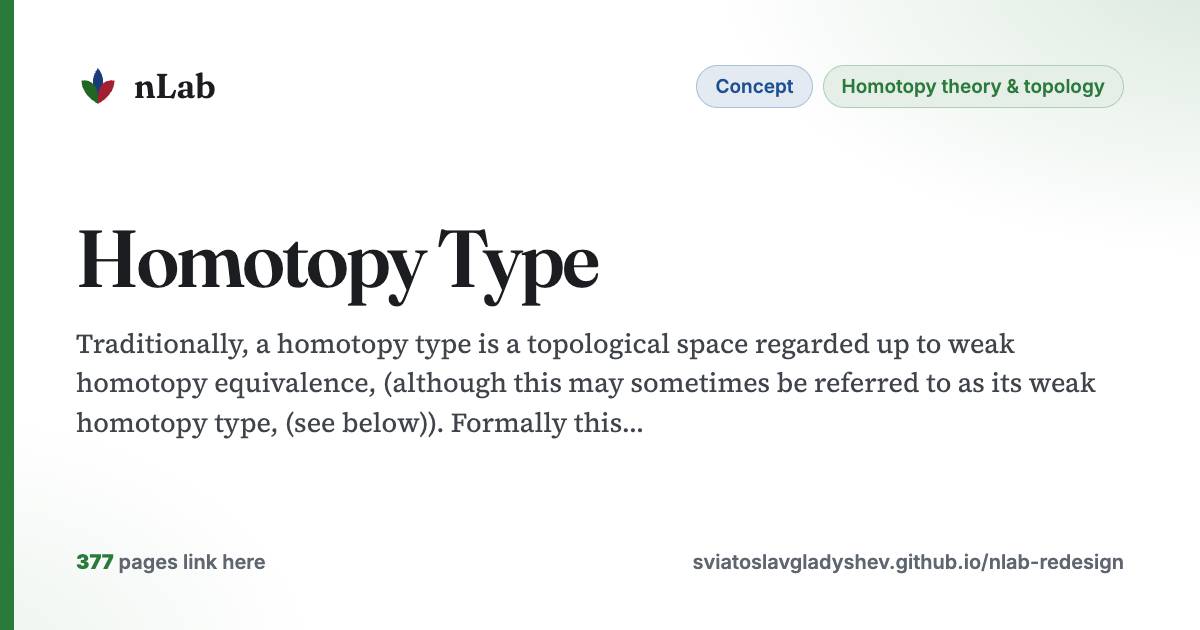 nLab
Concept
Homotopy theory & topology
Homotopy Type
Traditionally, a homotopy type is a topological space regarded up to weak
homotopy equivalence, (although this may sometimes be referred to as its weak
homotopy type, (see below)). Formally this...
377 pages link here
sviatoslavgladyshev.github.io/nlab-redesign